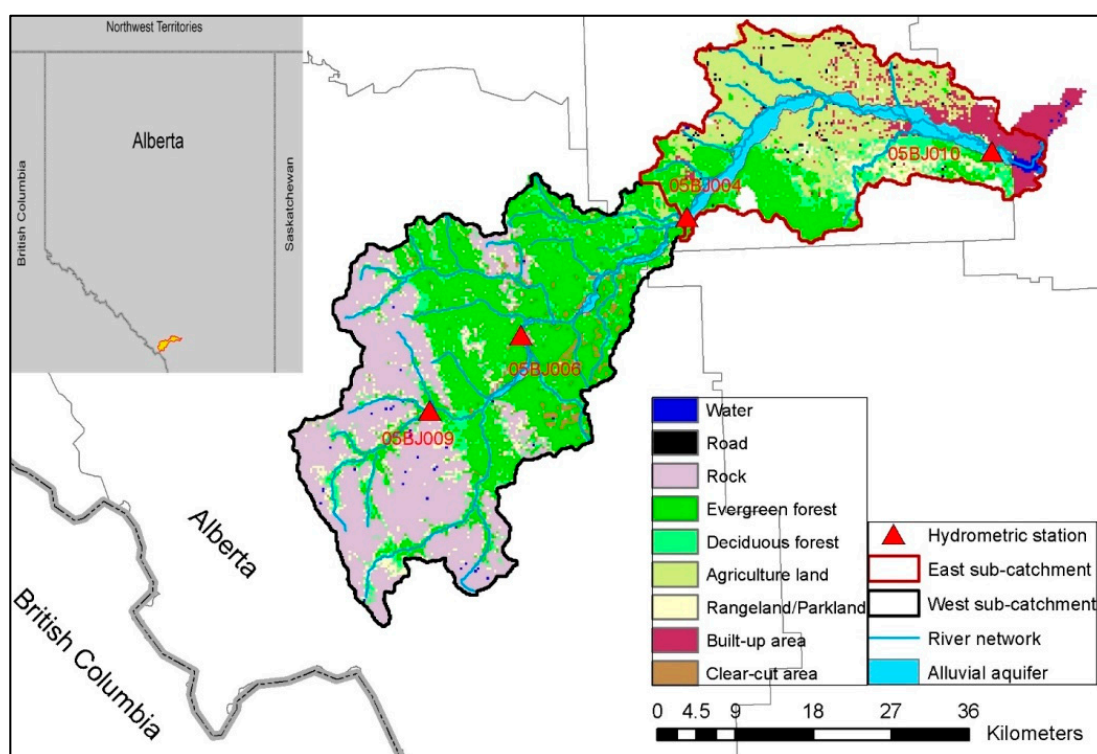 Northwest Territories
British Columbia
Alberta
Saskatchewan
05BJ010
05BJ004
05BJ006
05BJ009
Alberta
British Columbia
Water
Road
Rock
Evergreen forest
Deciduous forest
Agriculture land
Rangeland/Parkland
Built-up area
Clear-cut area
Hydrometric station
East sub-catchment
West sub-catchment
River network
Alluvial aquifer
0 4.5 9 18 27 36
Kilometers